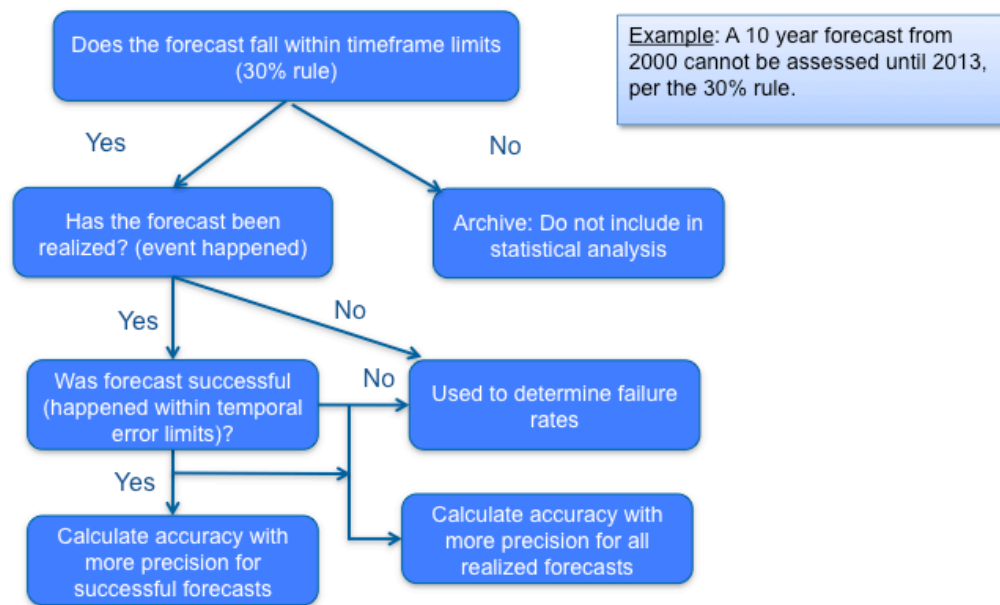 Does the forecast fall within timeframe limits
(30% rule)
Example: A 10 year forecast from
2000 cannot be assessed until 2013,
per the 30% rule.
Yes
No
Has the forecast been
realized? (event happened)
Archive: Do not include in
statistical analysis
Yes
No
Was forecast successful
(happened within temporal
error limits)?
No
Used to determine failure
rates
Yes
Calculate accuracy with
more precision for
successful forecasts
Calculate accuracy with
more precision for all
realized forecasts